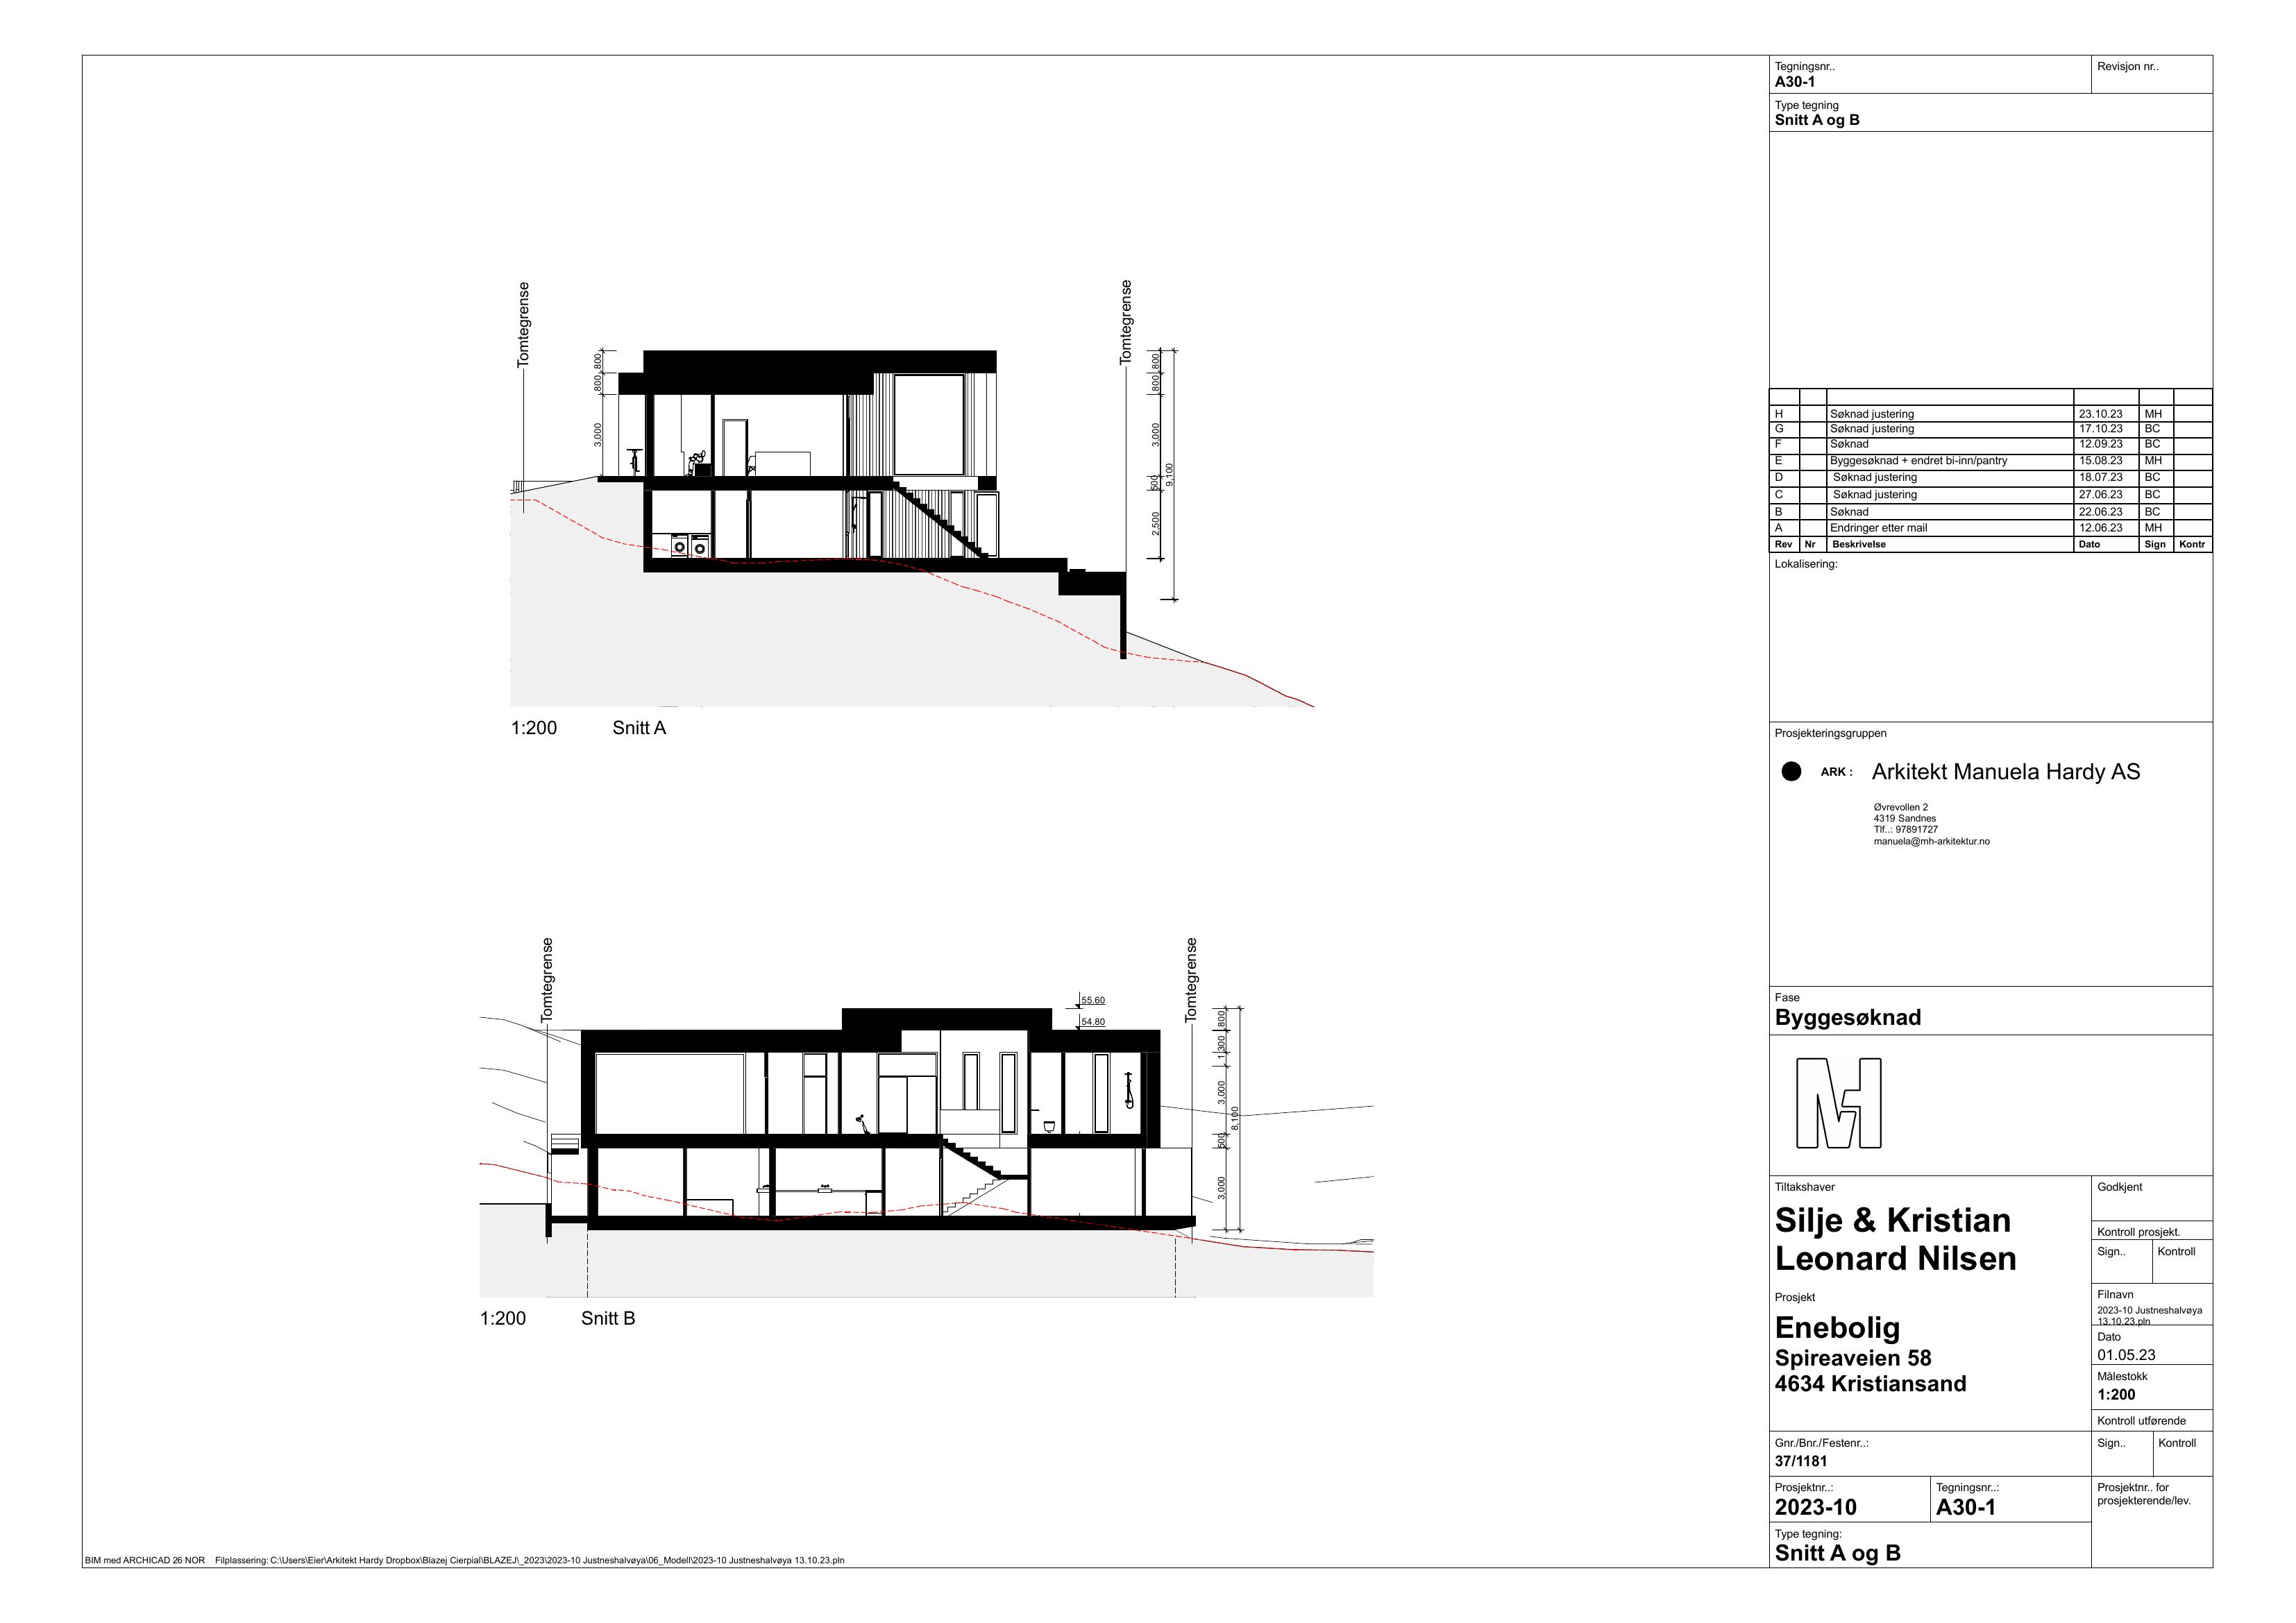 Tegningsnr..
A30-1
Revisjon nr..
Type tegning
Snitt A og B
Tomtegrense
Tomtegrense
800
800
3,000
800
800
3,000
500
2,500
9,100
1:200 Snitt A
H Søknad justering 23.10.23 MH
G Søknad justering 17.10.23 BC
F Søknad 12.09.23 BC
E Byggesøknad + endret bi-inn/pantry 15.08.23 MH
D Søknad justering 18.07.23 BC
C Søknad justering 27.06.23 BC
B Søknad 22.06.23 BC
A Endringer etter mail 12.06.23 MH
Rev Nr Beskrivelse Dato Sign Kontr
Lokalisering:
Prosjekteringsgruppen
ARK : Arkitekt Manuela Hardy AS
Øvrevollen 2
4319 Sandnes
Tlf..: 97891727
manuela@mh-arkitektur.no
Tomtegrense
Tomtegrense
55.60
54.80
800
1,300
3,000
500
3,000
8,100
1:200 Snitt B
Fase
Byggesøknad
MH
Tiltakshaver
Silje & Kristian
Leonard Nilsen
Godkjent
Kontroll prosjekt.
Sign.. Kontroll
Prosjekt
Enebolig
Spireaveien 58
4634 Kristiansand
Filnavn
2023-10 Justneshalvøya
13.10.23.pln
Dato
01.05.23
Målestokk
1:200
Kontroll utførende
Gnr./Bnr./Festenr..:
37/1181
Sign.. Kontroll
Prosjektnr..:
2023-10
Tegningsnr..:
A30-1
Prosjektnr.. for
prosjekterende/lev.
Type tegning:
Snitt A og B
BIM med ARCHICAD 26 NOR Filplassering: C:\Users\Eier\Arkitekt Hardy Dropbox\Blazej Cierpial\BLAZEJ\_2023\2023-10 Justneshalvøya\06_Modell\2023-10 Justneshalvøya 13.10.23.pln